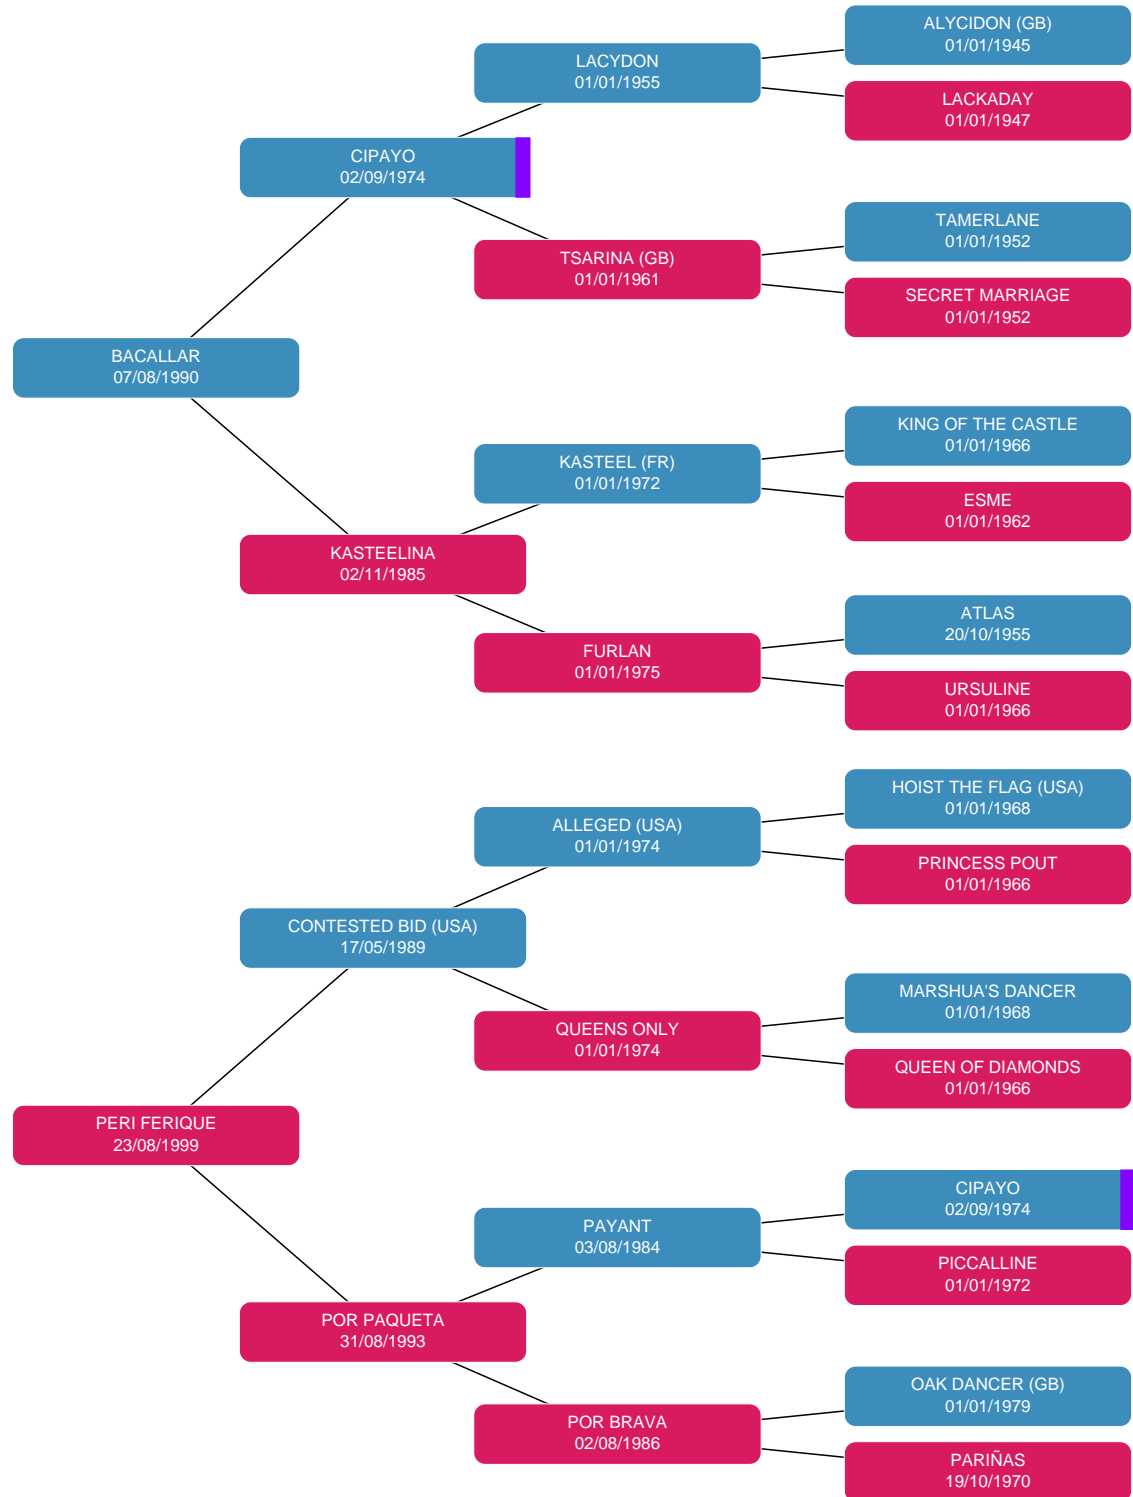 ALYCIDON (GB)
01/01/1945
LACYDON
01/01/1955
LACKADAY
01/01/1947
CIPAYO
02/09/1974
TAMERLANE
01/01/1952
TSARINA (GB)
01/01/1961
SECRET MARRIAGE
01/01/1952
BACALLAR
07/08/1990
KING OF THE CASTLE
01/01/1966
KASTEEL (FR)
01/01/1972
ESME
01/01/1962
KASTEELINA
02/11/1985
ATLAS
20/10/1955
FURLAN
01/01/1975
URSULINE
01/01/1966
HOIST THE FLAG (USA)
01/01/1968
ALLEGED (USA)
01/01/1974
PRINCESS POUT
01/01/1966
CONTESTED BID (USA)
17/05/1989
MARSHUA'S DANCER
01/01/1968
QUEENS ONLY
01/01/1974
QUEEN OF DIAMONDS
01/01/1966
PERI FERIQUE
23/08/1999
CIPAYO
02/09/1974
PAYANT
03/08/1984
PICCALLINE
01/01/1972
POR PAQUETA
31/08/1993
OAK DANCER (GB)
01/01/1979
POR BRAVA
02/08/1986
PARIÑAS
19/10/1970